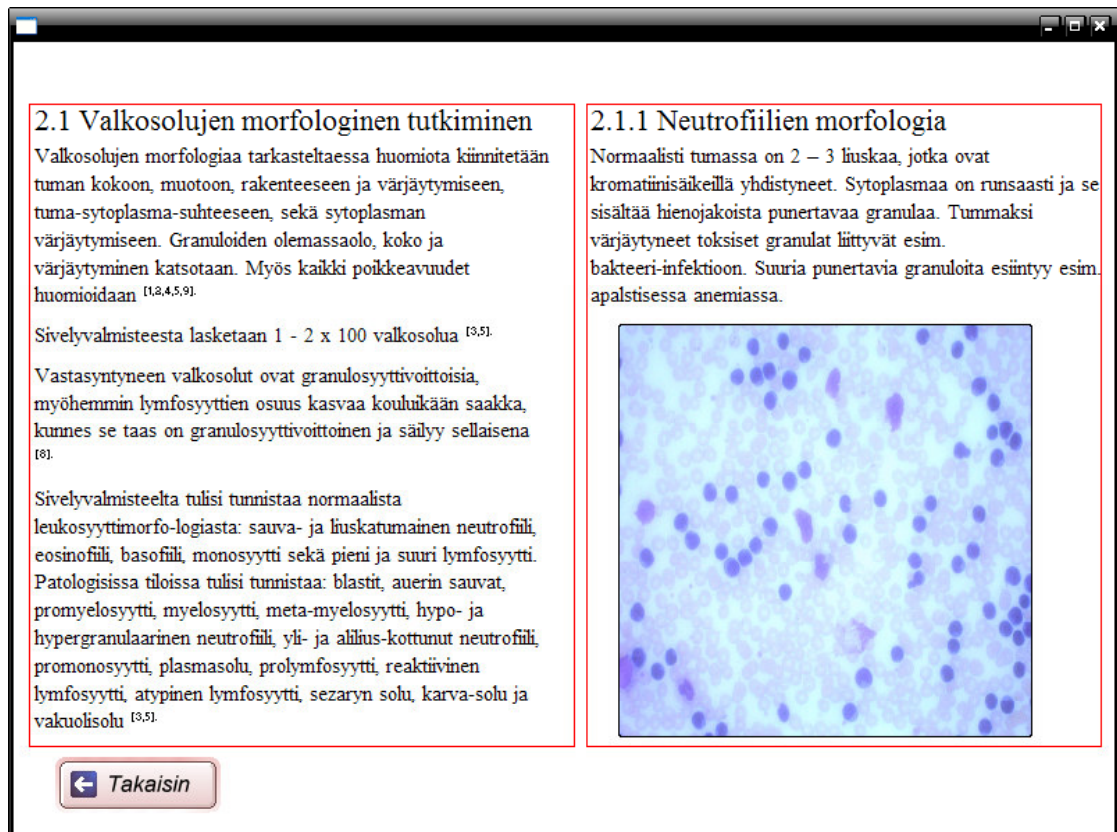 2.1 Valkosolujen morfologinen tutkiminen
Valkosolujen morfologiaa tarkasteltaessa huomiota kiinnitetään
tuman kokoon, muotoon, rakenteeseen ja värjäytymiseen,
tuma-sytoplasma-suhteeseen, sekä sytoplasman
värjäytymiseen. Granuloiden olemassaolo, koko ja
värjäytyminen katsotaan. Myös kaikki poikkeavuudet
huomioidaan [1,2,4,5,9].
Sivelyvalmisteesta lasketaan 1 - 2 x 100 valkosolua [3,5].
Vastasyntyneen valkosolut ovat granulosyyttivoittoisia,
myöhemmin lymfosyyttien osuus kasvaa kouluikään saakka,
kunnes se taas on granulosyyttivoittoinen ja säilyy sellaisena
[8].
Sivelyvalmisteelta tulisi tunnistaa normaalista
leukosyyttimorfo-logiasta: sauva- ja liuskatumainen neutrofiili,
eosinofiili, basofiili, monosyytti sekä pieni ja suuri lymfosyytti.
Patologisissa tiloissa tulisi tunnistaa: blastit, auerin sauvat,
promyelosyytti, myelosyytti, meta-myelosyytti, hypo- ja
hypergranulaarinen neutrofiili, yli- ja alilius-kottunut neutrofiili,
promonosyytti, plasmasolu, prolymfosyytti, reaktiivinen
lymfosyytti, atypinen lymfosyytti, sezaryn solu, karva-solu ja
vakuolisolu [3,5].
2.1.1 Neutrofiilien morfologia
Normaalisti tumassa on 2 – 3 liuskaa, jotka ovat
kromatiinisäikeillä yhdistyneet. Sytoplasmaa on runsaasti ja se
sisältää hienojakoista punertavaa granulaa. Tummaksi
värjäytyneet toksiset granulat liittyvät esim.
bakteeri-infektioon. Suuria punertavia granuloita esiintyy esim.
apalstisessa anemiassa.
Takaisin